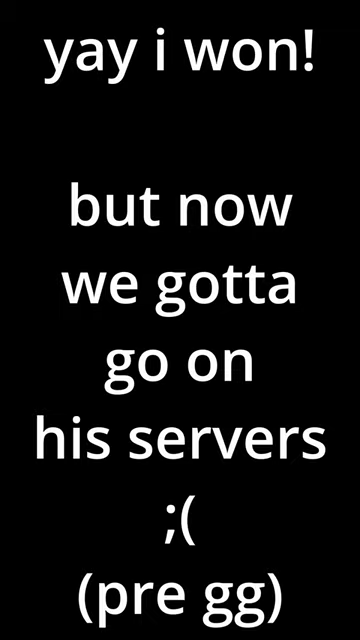 yay i won!
but now
we gotta
go on
his servers
;(
(pre gg)